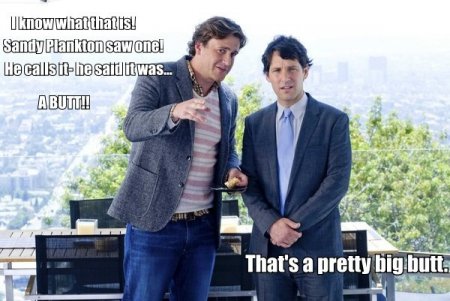 I know what that is!
Sandy Plankton saw one!
He calls it- he said it was...
A BUTT!!
That's a pretty big butt.